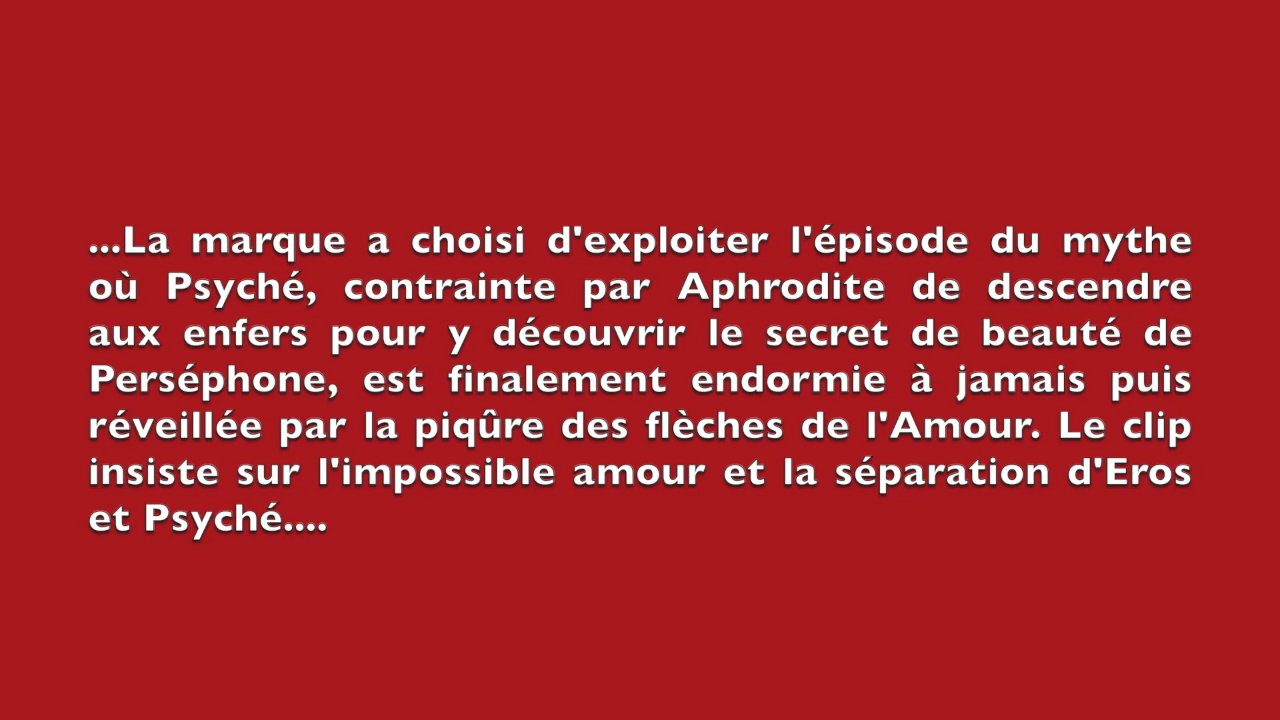 ...La marque a choisi d'exploiter l'épisode du mythe
où Psyché, contrainte par Aphrodite de descendre
aux enfers pour y découvrir le secret de beauté de
Perséphone, est finalement endormie à jamais puis
réveillée par la piqûre des flèches de l'Amour. Le clip
insiste sur l'impossible amour et la séparation d'Eros
et Psyché....